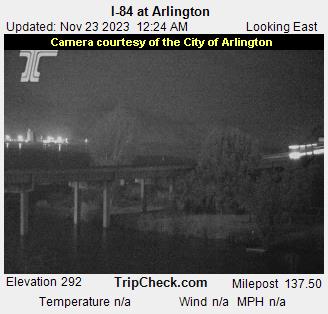 I-84 at Arlington
Updated: Nov 23 2023 12:24 AM Looking East
Camera courtesy of the City of Arlington
Elevation 292 TripCheck.com Milepost 137.50
Temperature n/a Wind n/a MPH n/a